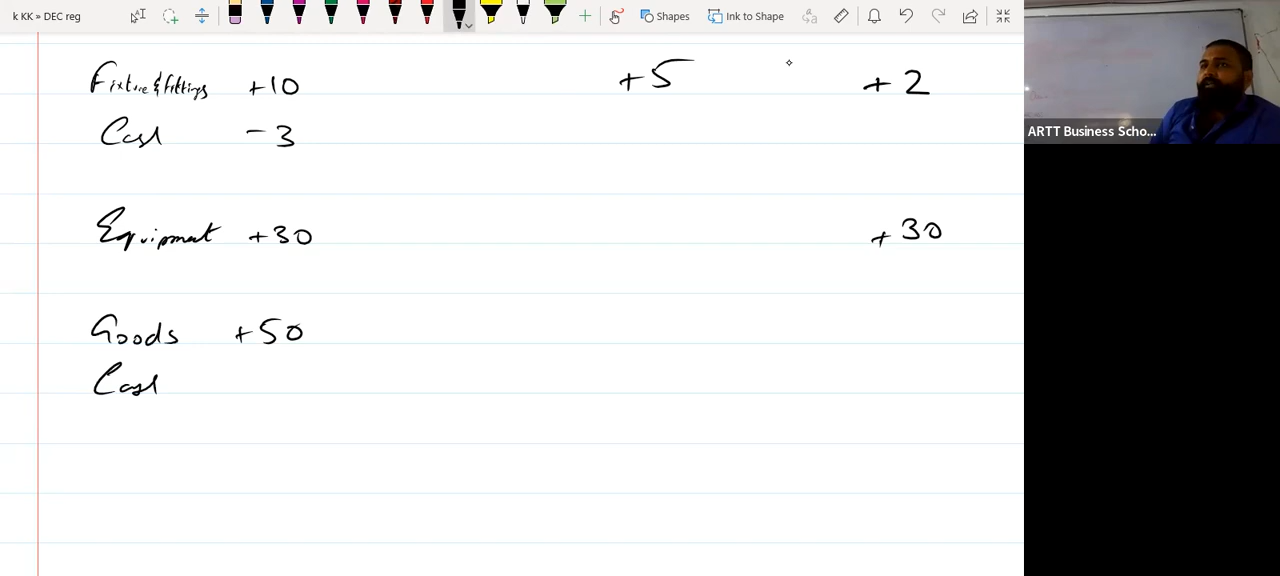 k KK » DEC reg
Shapes
Ink to Shape
Fixture & fittings +10 +5 +2
Cash - 3
Equipment +30 +30
Goods +50
Cash
ARTT Business Scho...